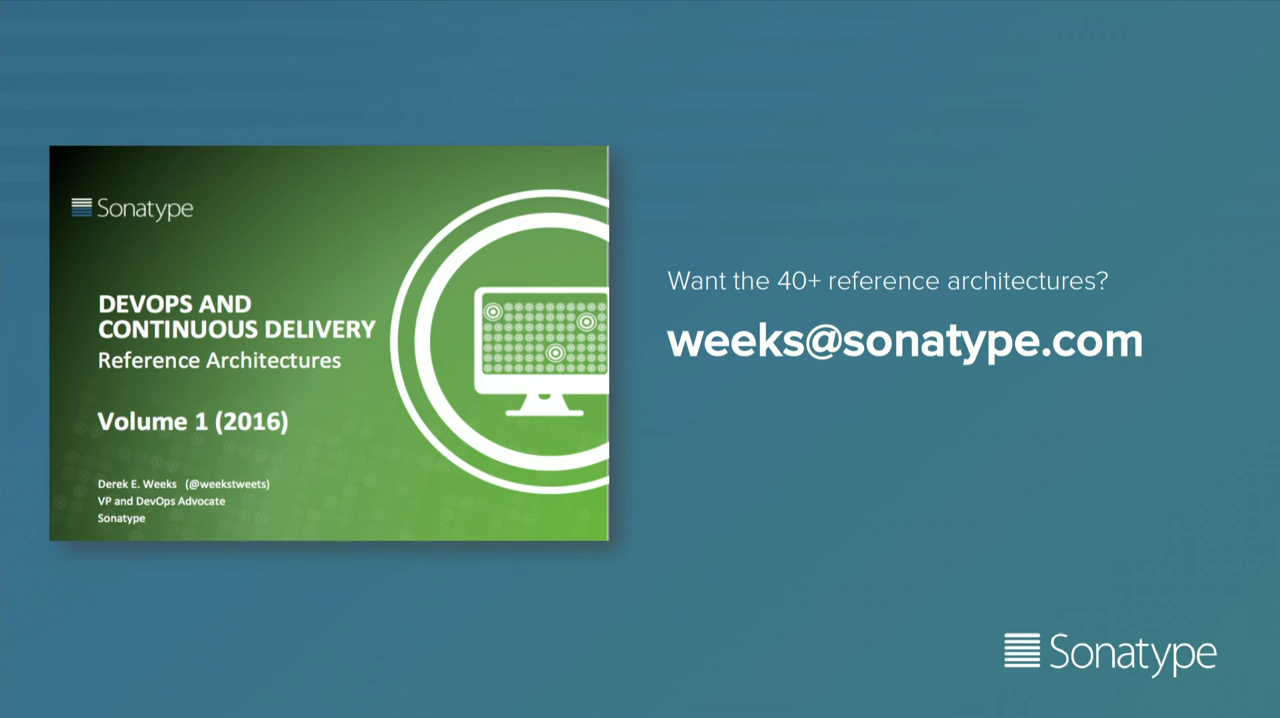 Sonatype
DEVOPS AND
CONTINUOUS DELIVERY
Reference Architectures
Volume 1 (2016)
Derek E. Weeks (@weekstweets)
VP and DevOps Advocate
Sonatype
Want the 40+ reference architectures?
weeks@sonatype.com
Sonatype